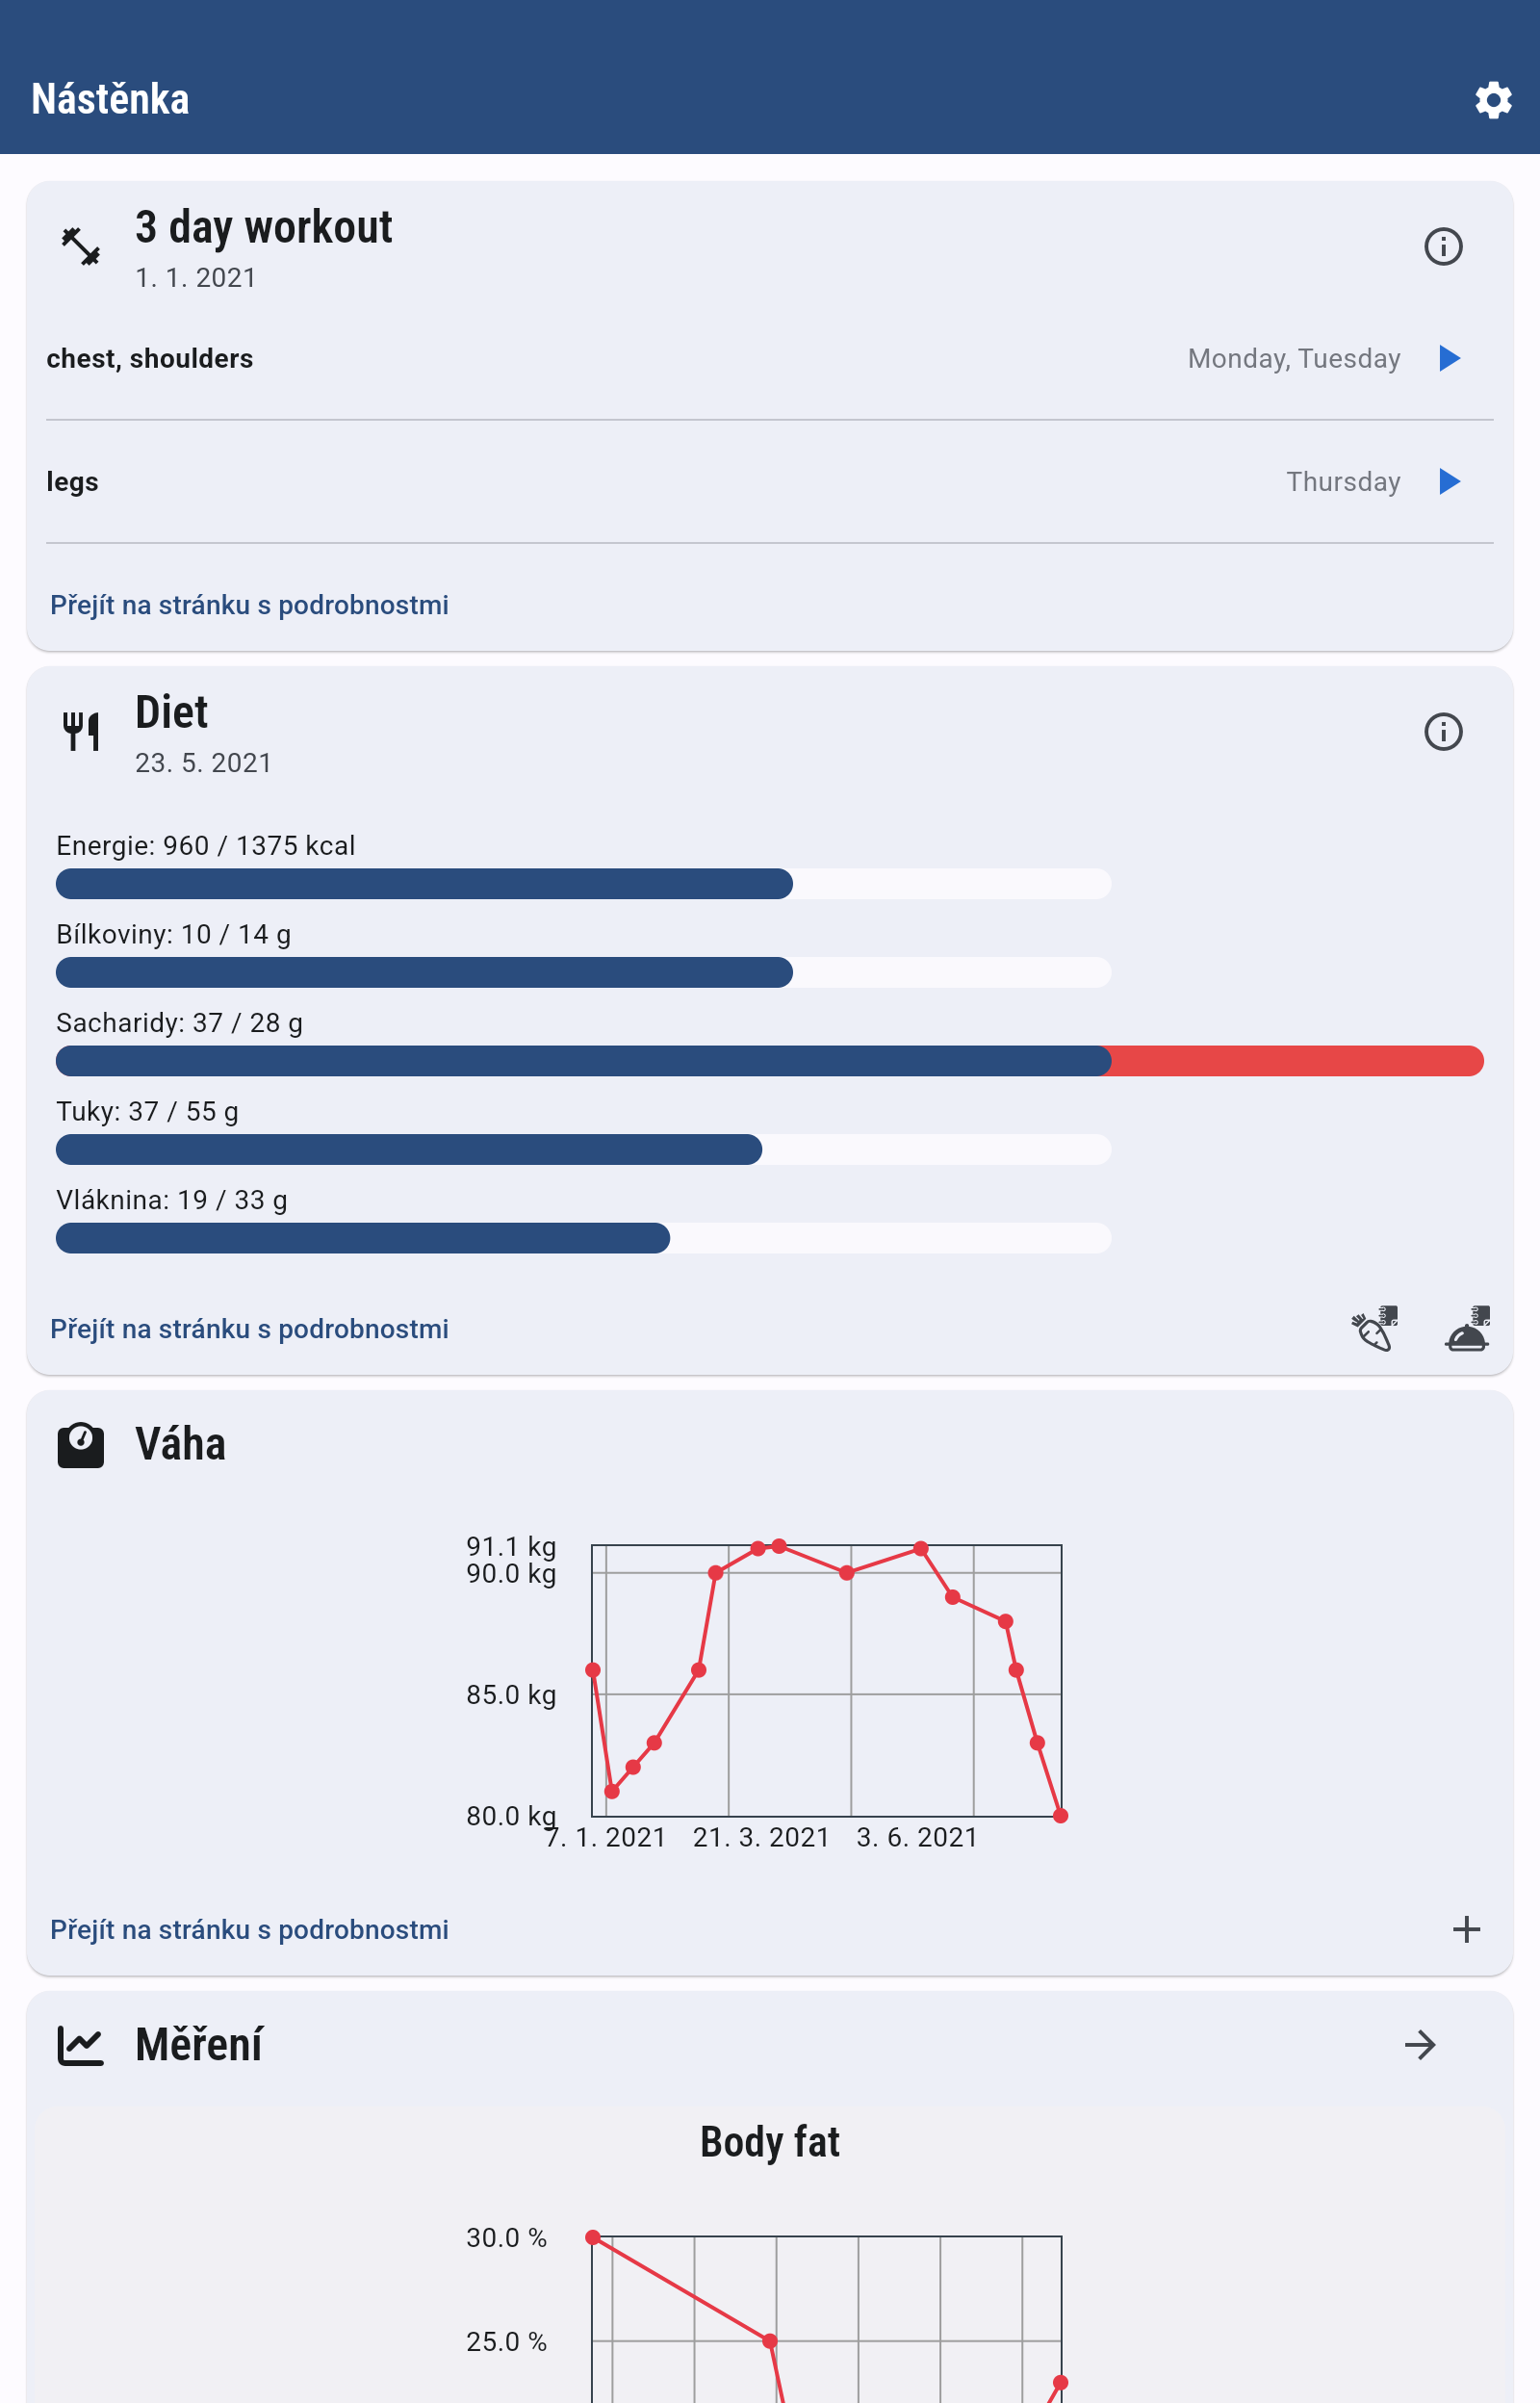 Nástěnka
3 day workout
1. 1. 2021
chest, shoulders
Monday, Tuesday
legs
Thursday
Přejít na stránku s podrobnostmi
Diet
23. 5. 2021
Energie: 960 / 1375 kcal
Bílkoviny: 10 / 14 g
Sacharidy: 37 / 28 g
Tuky: 37 / 55 g
Vláknina: 19 / 33 g
Přejít na stránku s podrobnostmi
Váha
91.1 kg
90.0 kg
85.0 kg
80.0 kg
7. 1. 2021 21. 3. 2021 3. 6. 2021
Přejít na stránku s podrobnostmi
Měření
Body fat
30.0 %
25.0 %